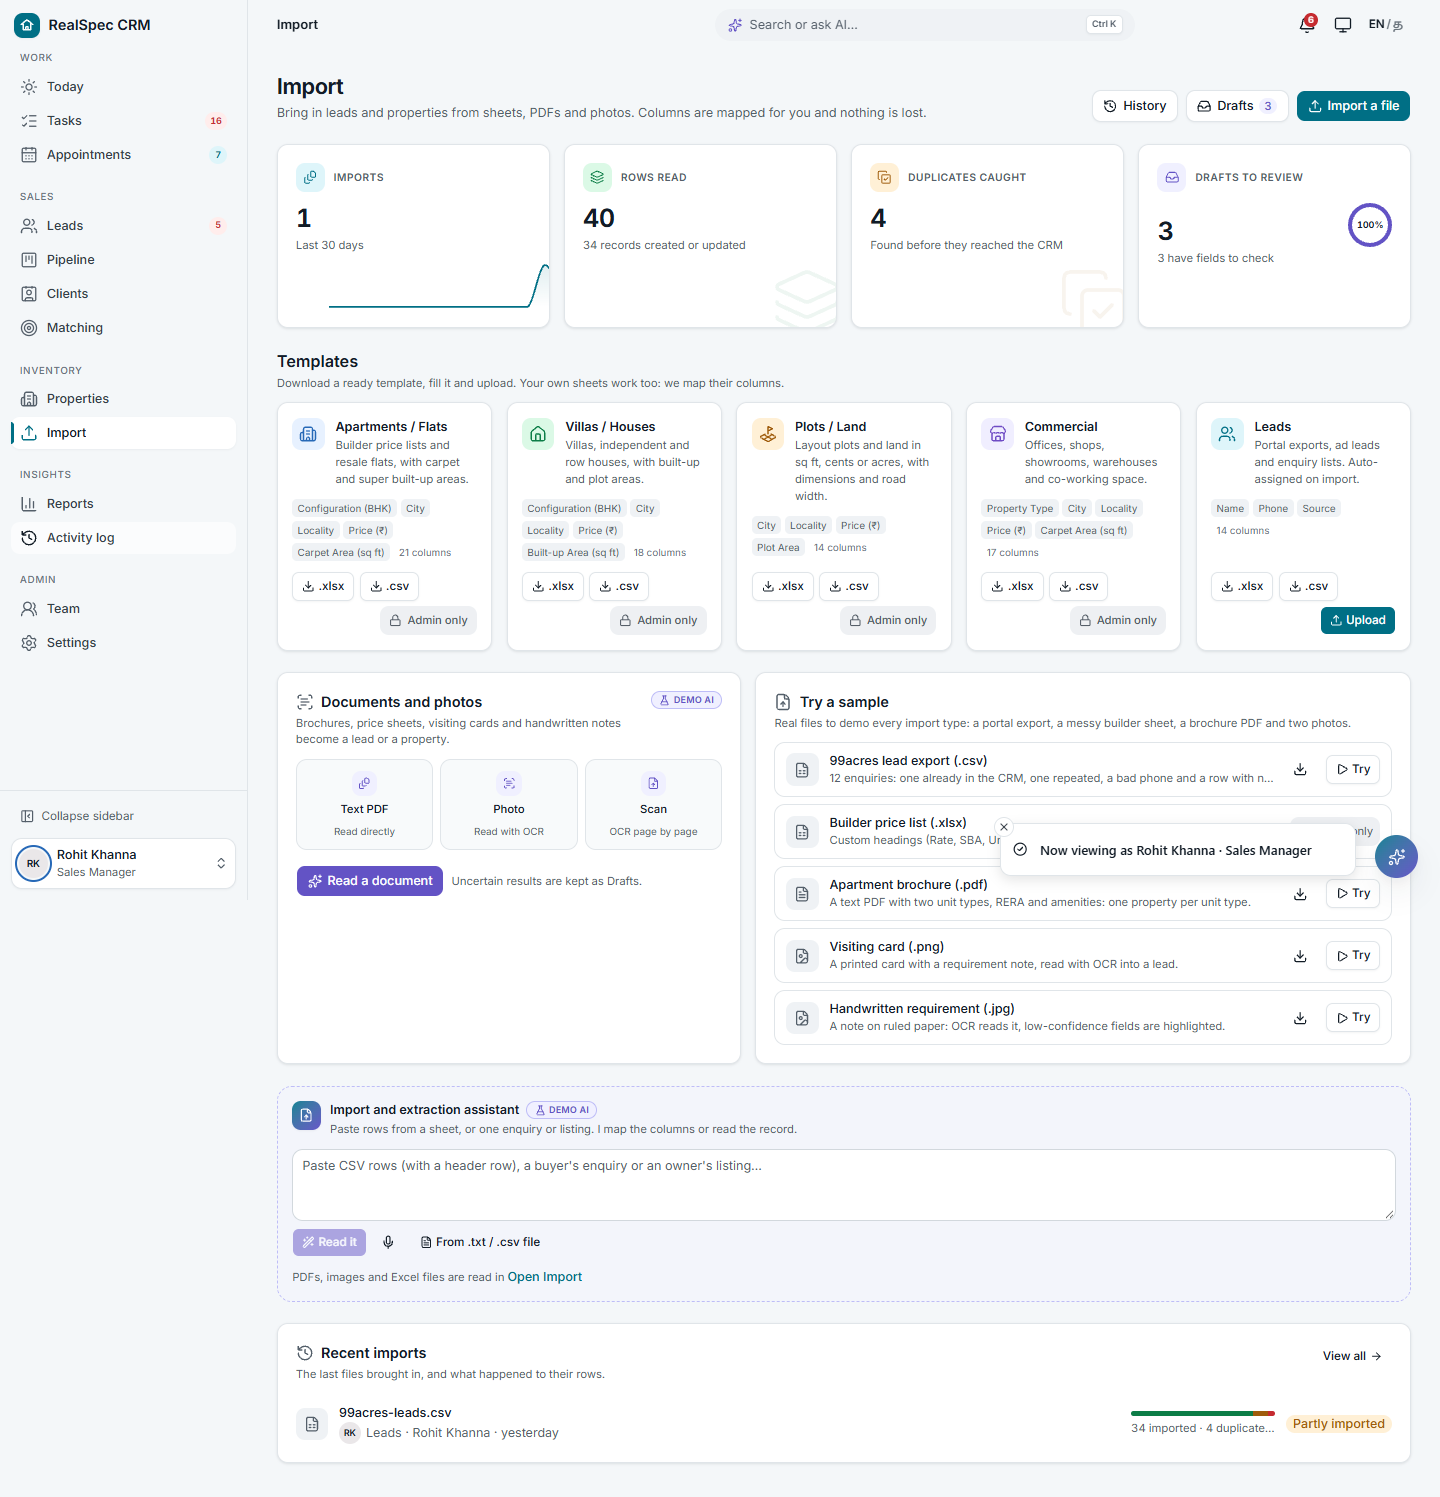 RealSpec CRM
Import
Search or ask AI...
Ctrl K
6
EN / த
WORK
Today
Tasks
16
Appointments
7
SALES
Leads
5
Pipeline
Clients
Matching
INVENTORY
Properties
Import
INSIGHTS
Reports
Activity log
ADMIN
Team
Settings
Collapse sidebar
RK
Rohit Khanna
Sales Manager
Import
Bring in leads and properties from sheets, PDFs and photos. Columns are mapped for you and nothing is lost.
History
Drafts 3
Import a file
IMPORTS
1
Last 30 days
ROWS READ
40
34 records created or updated
DUPLICATES CAUGHT
4
Found before they reached the CRM
DRAFTS TO REVIEW
3
100%
3 have fields to check
Templates
Download a ready template, fill it and upload. Your own sheets work too: we map their columns.
Apartments / Flats
Builder price lists and
resale flats, with carpet
and super built-up areas.
Configuration (BHK) City
Locality Price (₹)
Carpet Area (sq ft) 21 columns
.xlsx .csv
Admin only
Villas / Houses
Villas, independent and
row houses, with built-up
and plot areas.
Configuration (BHK) City
Locality Price (₹)
Built-up Area (sq ft) 18 columns
.xlsx .csv
Admin only
Plots / Land
Layout plots and land in
sq ft, cents or acres, with
dimensions and road
width.
City Locality Price (₹)
Plot Area 14 columns
.xlsx .csv
Admin only
Commercial
Offices, shops,
showrooms, warehouses
and co-working space.
Property Type City Locality
Price (₹) Carpet Area (sq ft)
17 columns
.xlsx .csv
Admin only
Leads
Portal exports, ad leads
and enquiry lists. Auto-
assigned on import.
Name Phone Source
14 columns
.xlsx .csv
Upload
Documents and photos
DEMO AI
Brochures, price sheets, visiting cards and handwritten notes
become a lead or a property.
Text PDF
Read directly
Photo
Read with OCR
Scan
OCR page by page
Read a document
Uncertain results are kept as Drafts.
Try a sample
Real files to demo every import type: a portal export, a messy builder sheet, a brochure PDF and two photos.
99acres lead export (.csv)
12 enquiries: one already in the CRM, one repeated, a bad phone and a row with n...
Try
Builder price list (.xlsx)
Custom headings (Rate, SBA, Ur
only
Now viewing as Rohit Khanna · Sales Manager
Apartment brochure (.pdf)
A text PDF with two unit types, RERA and amenities: one property per unit type.
Try
Visiting card (.png)
A printed card with a requirement note, read with OCR into a lead.
Try
Handwritten requirement (.jpg)
A note on ruled paper: OCR reads it, low-confidence fields are highlighted.
Try
Import and extraction assistant
DEMO AI
Paste rows from a sheet, or one enquiry or listing. I map the columns or read the record.
Paste CSV rows (with a header row), a buyer's enquiry or an owner's listing...
Read it
From .txt / .csv file
PDFs, images and Excel files are read in Open Import
Recent imports
The last files brought in, and what happened to their rows.
View all
99acres-leads.csv
RK Leads · Rohit Khanna · yesterday
34 imported · 4 duplicate...
Partly imported